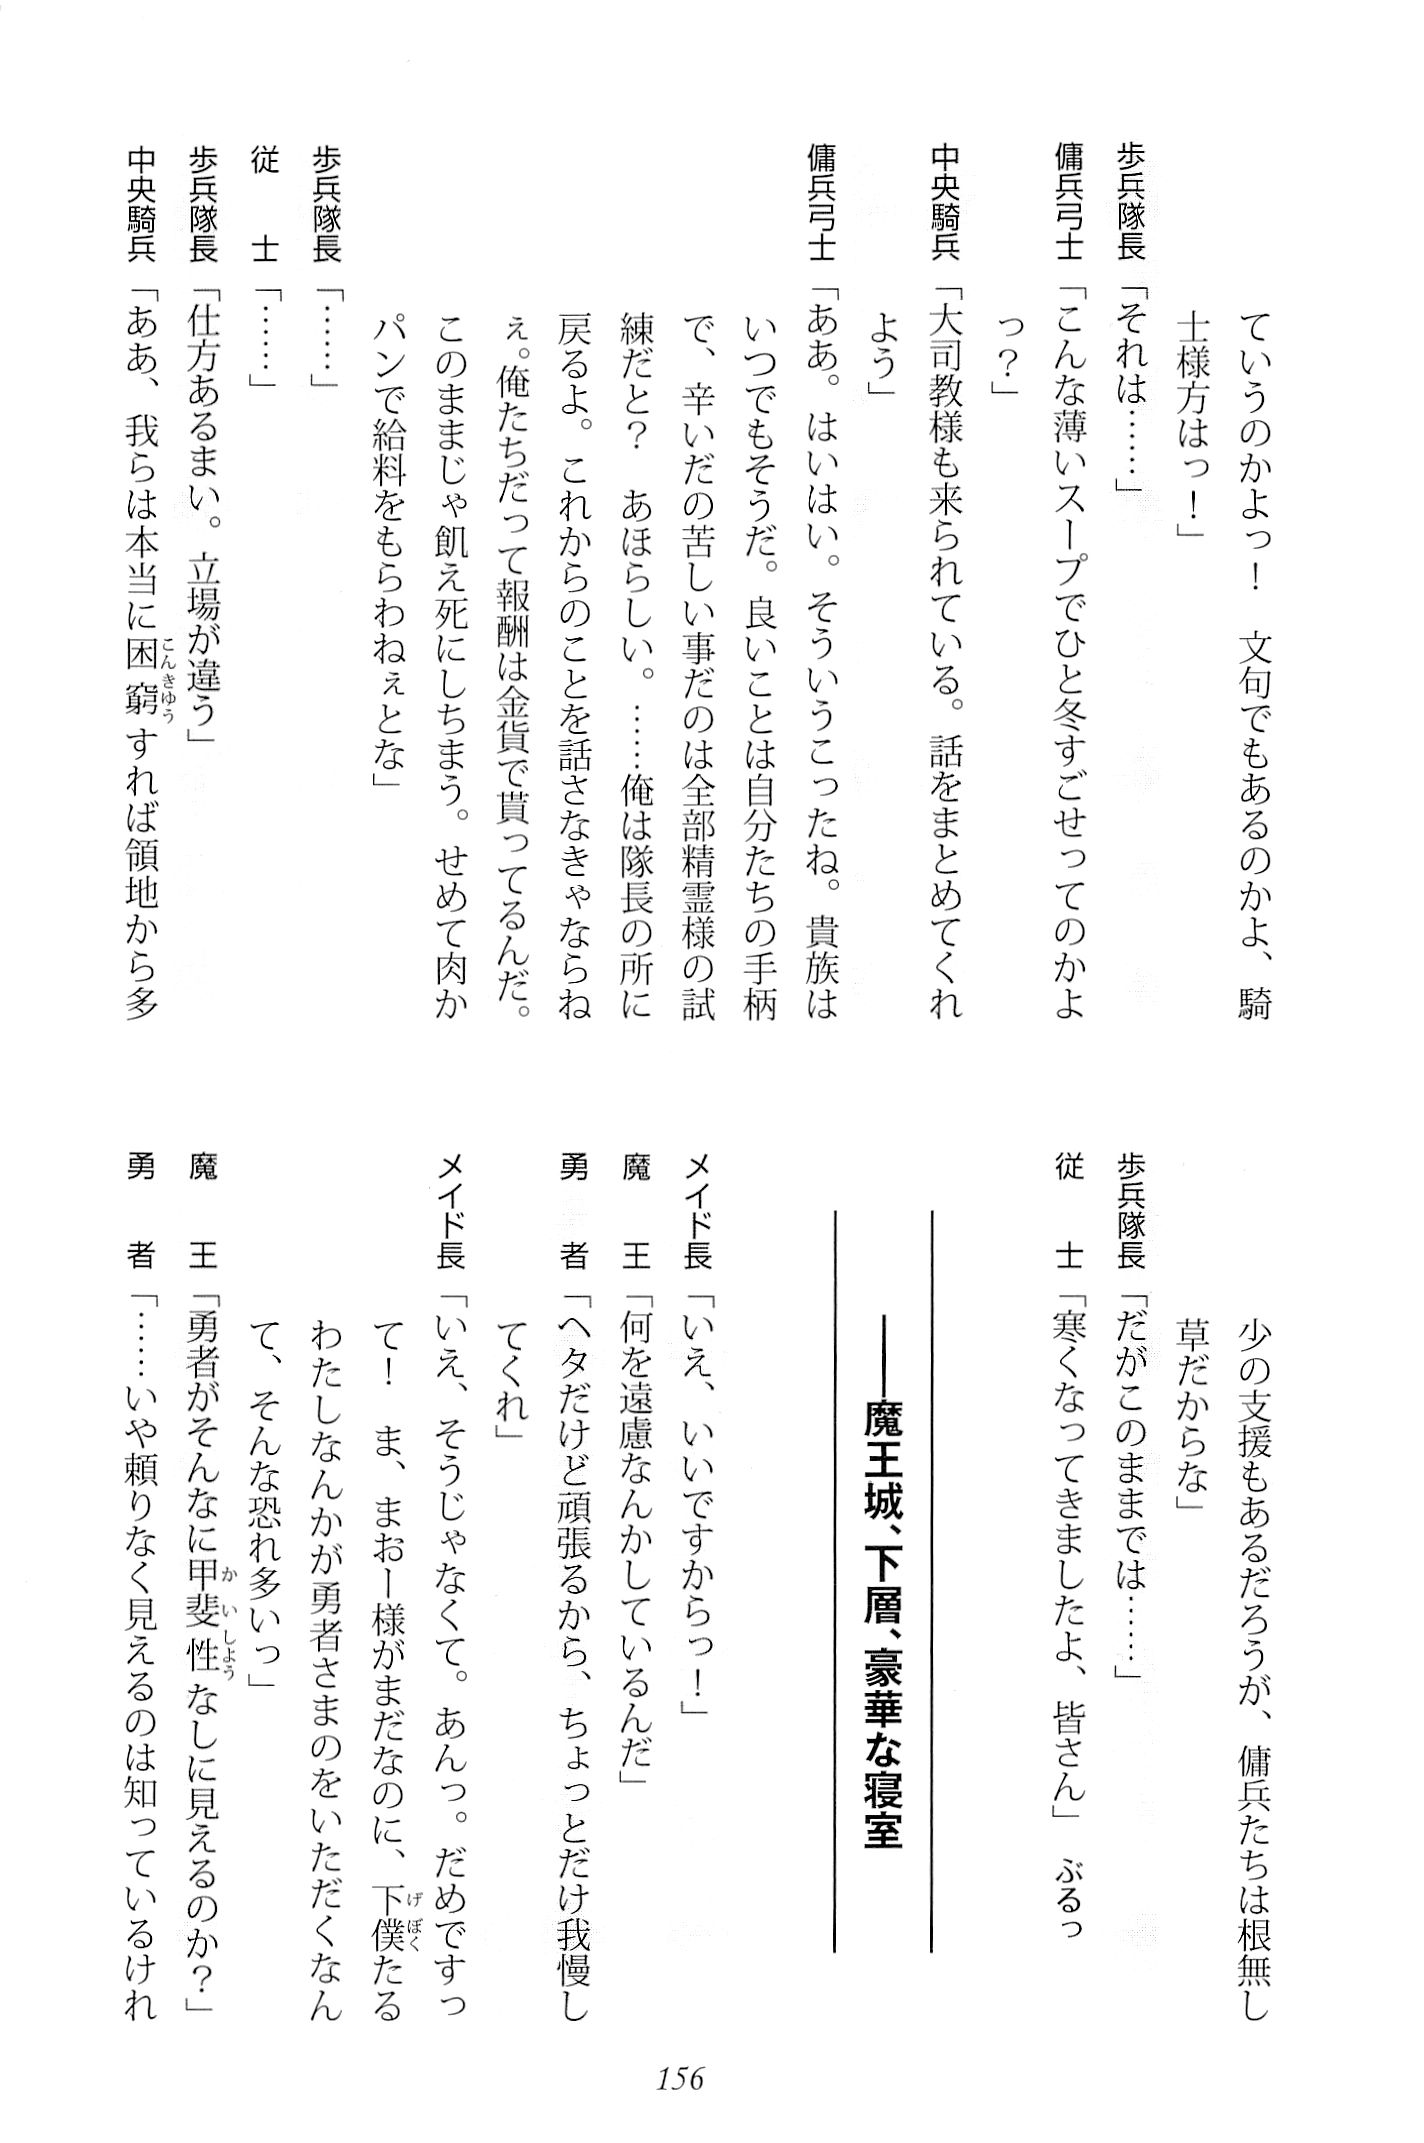 ていうのかよっ！　文句でもあるのかよ、騎
士様方はっ！」
歩兵隊長「それは……」
傭兵弓士「こんな薄いスープでひと冬すごせってのかよ
っ？」
中央騎兵「大司教様も来られている。話をまとめてくれ
よう」
傭兵弓士「ああ。はいはい。そういうこったね。貴族は
いつでもそうだ。良いことは自分たちの手柄
で、辛いだの苦しい事だのは全部精霊様の試
練だと？　あほらしい。……俺は隊長の所に
戻るよ。これからのことを話さなきゃならね
ぇ。俺たちだって報酬は金貨で貰ってるんだ。
このままじゃ飢え死にしちまう。せめて肉か
パンで給料をもらわねぇとな」
歩兵隊長「……」
従　士「……」
歩兵隊長「仕方あるまい。立場が違う」
中央騎兵「ああ、我らは本当に困窮こんきゆうすれば領地から多
少の支援もあるだろうが、傭兵たちは根無し
草だからな」
歩兵隊長「だがこのままでは……」
従　士「寒くなってきましたよ、皆さん」　ぶるっ
――魔王城、下層、豪華な寝室
メイド長「いえ、いいですからっ！」
魔　王「何を遠慮なんかしているんだ」
勇　者「ヘタだけど頑張るから、ちょっとだけ我慢し
てくれ」
メイド長「いえ、そうじゃなくて。あんっ。だめですっ
て！　ま、まおー様がまだなのに、下僕げぼくたる
わたしなんかが勇者さまのをいただくなん
て、そんな恐れ多いっ」
魔　王「勇者がそんなに甲斐性かいしようなしに見えるのか？」
勇　者「……いや頼りなく見えるのは知っているけれ
156